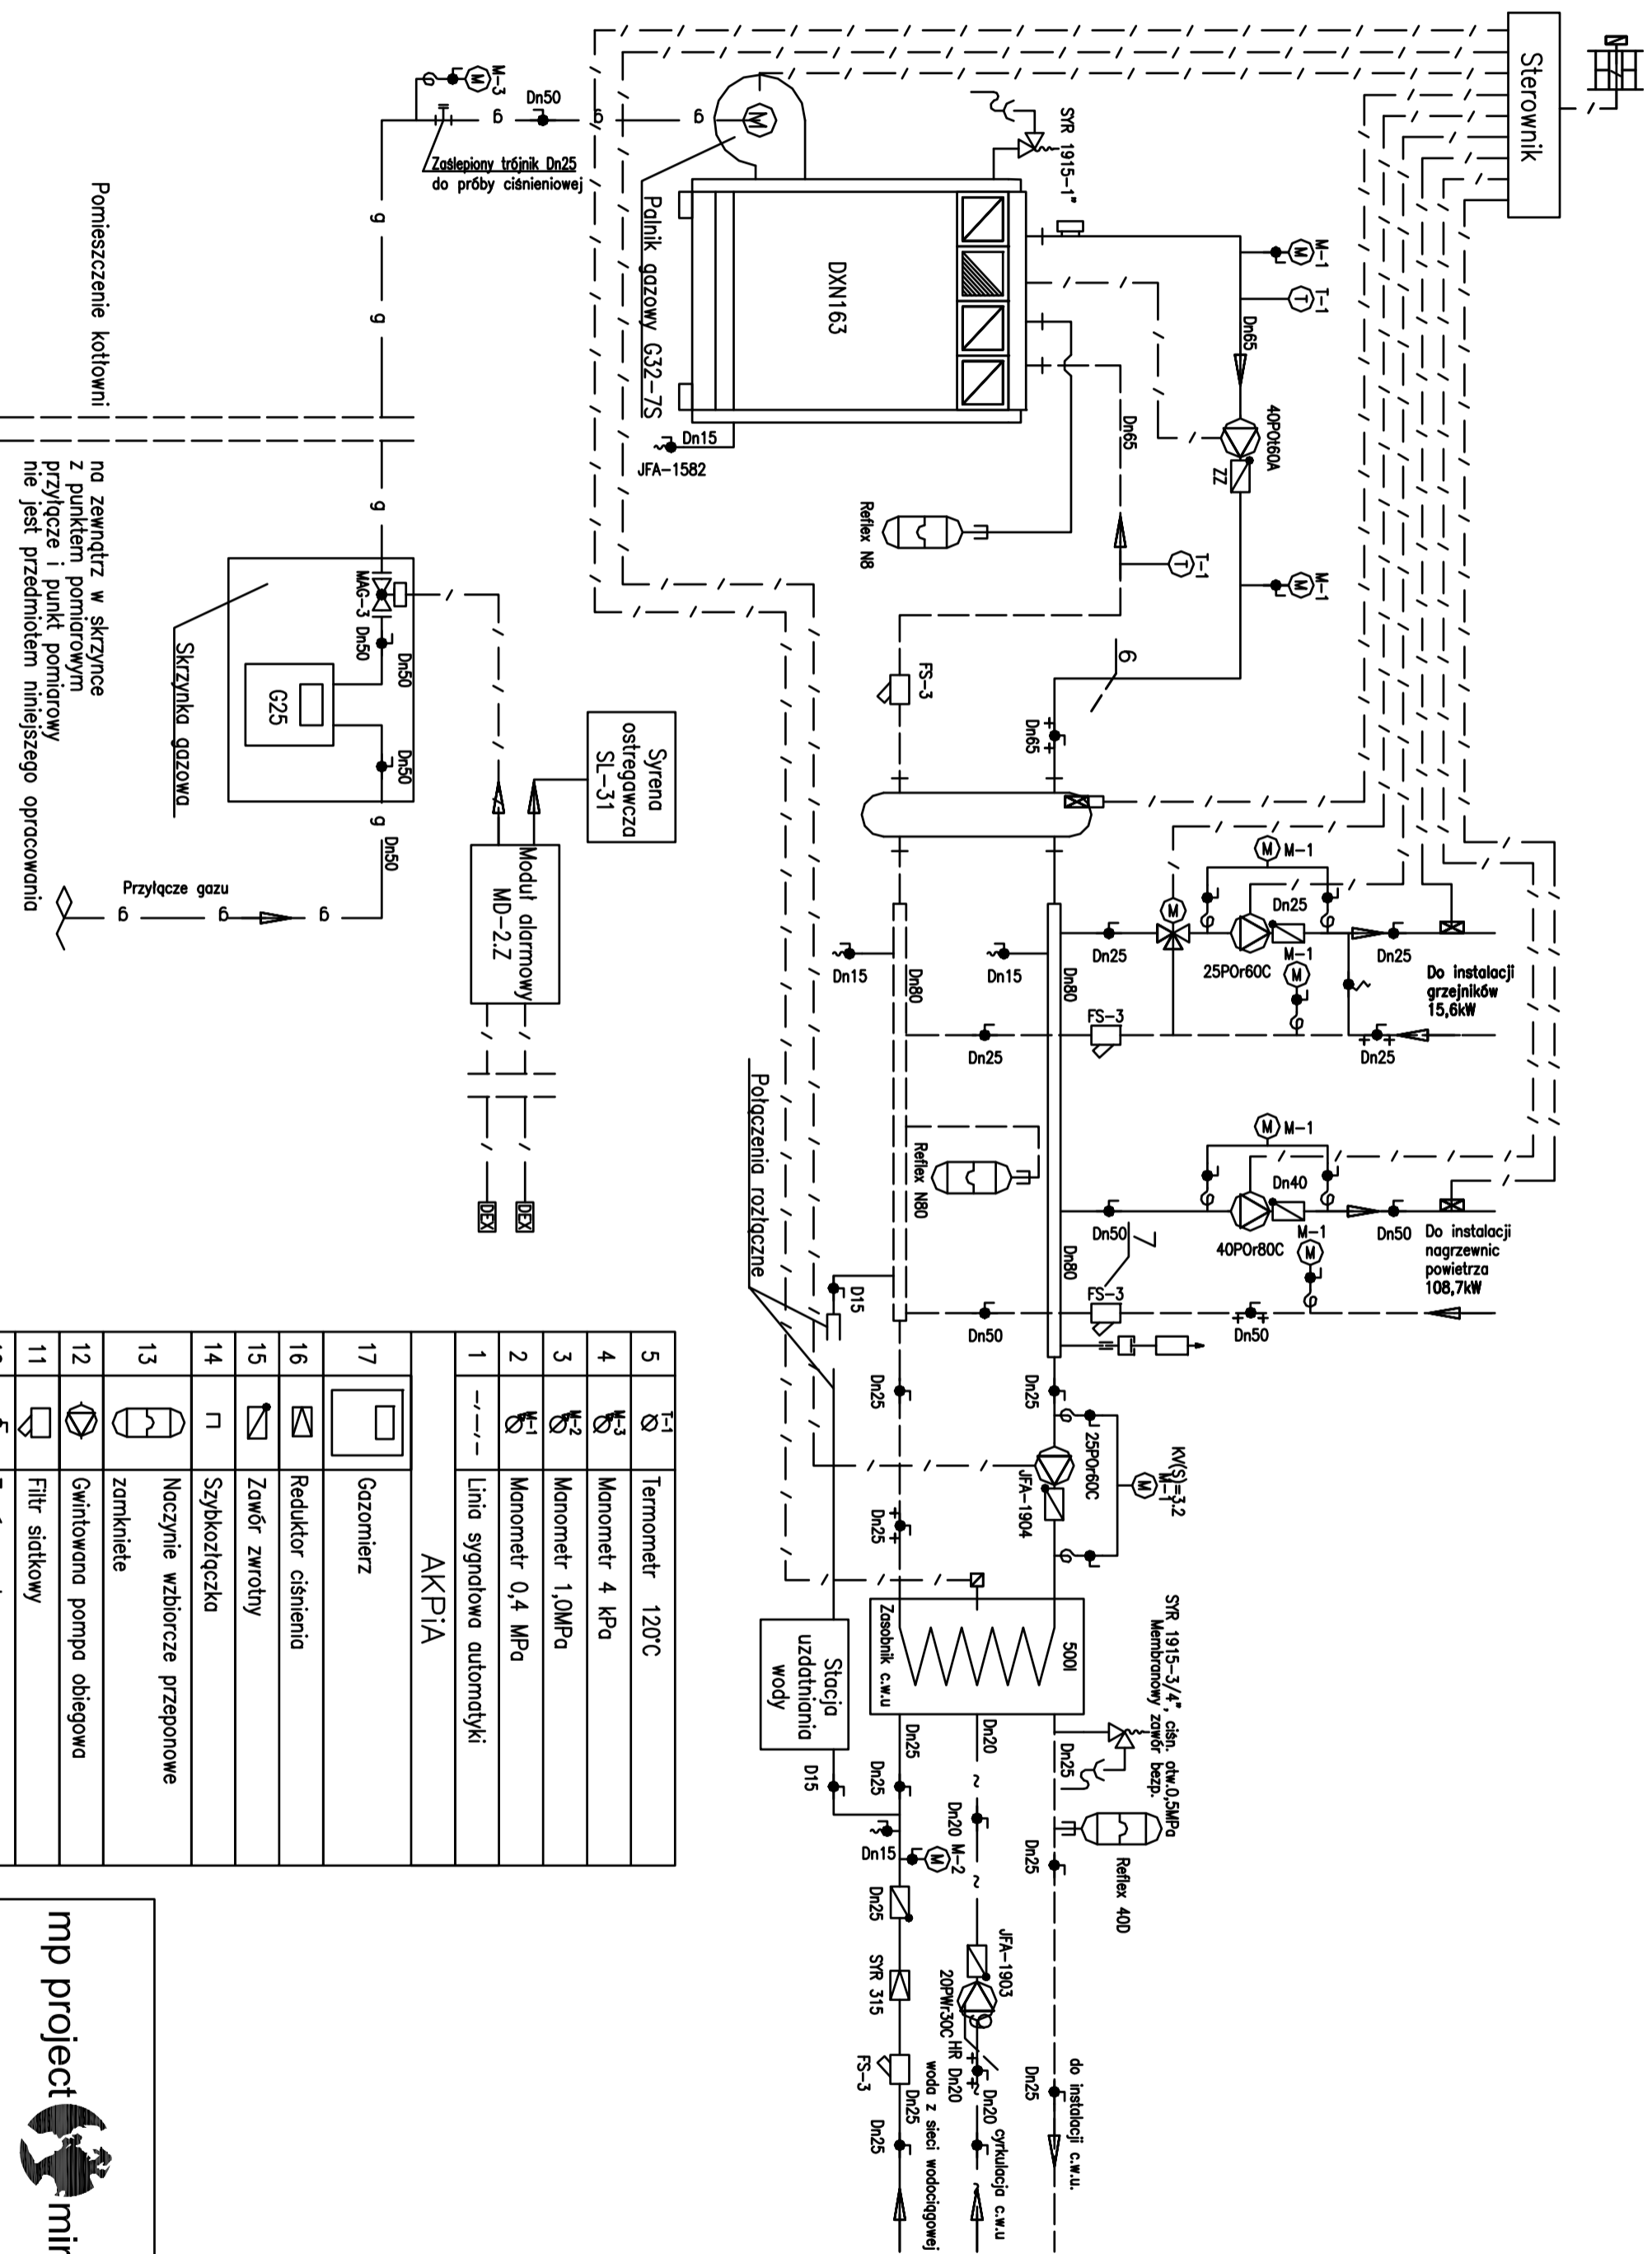 Sterownik
SYR 1915-1"
M-1
T-1
Dn65
40POt60A
ZZ
M-1
M-3
Dn50
g
g
g
Zaślepiony trójnik Dn25
do próby ciśnieniowej
Palnik gazowy G32-7S
M
DXN163
Dn15
JFA-1582
Dn65
T-1
Reflex N8
FS-3
6
Dn65
Pomieszczenie kotłowni
g
g
g
na zewnątrz w skrzynce
z punktem pomiarowym
przyłącze i punkt pomiarowy
nie jest przedmiotem niniejszego opracowania
MAG-3
Dn50
Dn50
G25
Dn50
Skrzynka gazowa
g
Dn50
Przyłącze gazu
g
g
g
Syrena
ostregawcza
SL-31
Moduł alarmowy
MD-2.Z
DEX
DEX
M
M-1
Dn25
25POr60C
M-1
M
M
Dn25
Dn25
Do instalacji
grzejników
15,6kW
Dn25
FS-3
Dn25
Dn15
Dn15
Dn80
Dn80
Połączenia rozłączne
Reflex N80
M
M-1
Dn40
40POr80C
M-1
M
Dn50
Dn50
Do instalacji
nagrzewnic
powietrza
108,7kW
7
Dn80
FS-3
Dn50
Dn50
D15
Dn25
Dn25
25POr60C
JFA-1904
KV(S)=3.2
M-1
M
Dn25
500l
Zasobnik c.w.u
Stacja
uzdatniania
wody
D15
SYR 1915-3/4", ciśn. otw.0,5MPa
Membranowy zawór bezp.
Dn25
Dn20
Dn25
Dn25
Reflex 40D
Dn25
Dn20
M-2
M
Dn15
Dn25
SYR 315
FS-3
JFA-1903
20PWr30C
HR
Dn20
Dn20
cyrkulacja c.w.u
Dn25
do instalacji c.w.u.
Dn25
Dn25
woda z sieci wodociągowej
5 T-1 Termometr 120°C
4 M-3 Manometr 4 kPa
3 M-2 Manometr 1,0MPa
2 M-1 Manometr 0,4 MPa
1 Linia sygnałowa automatyki
AKPiA
17 Gazomierz
16 Reduktor ciśnienia
15 Zawór zwrotny
14 Szybkozłączka
13 Naczynie wzbiorcze przeponowe
zamkniete
12 Gwintowana pompa obiegowa
11 Filtr siatkowy
mp project